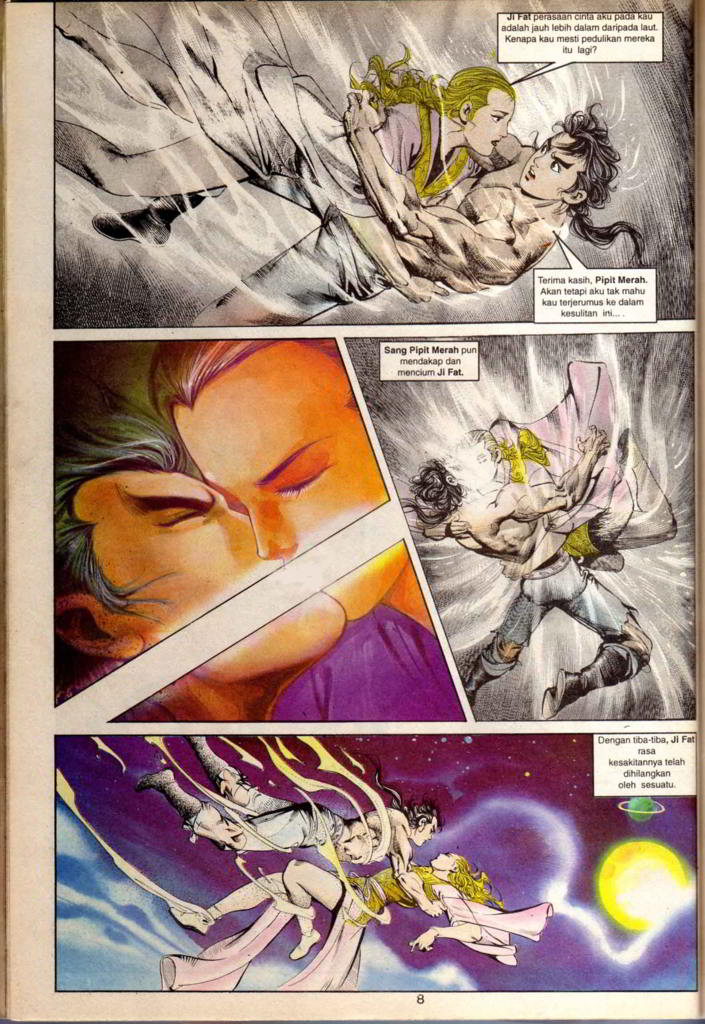 Ji Fat perasaan cinta aku pada kau
adalah jauh lebih dalam daripada laut.
Kenapa kau mesti pedulikan mereka
itu lagi?
Terima kasih, Pipit Merah.
Akan tetapi aku tak mahu
kau terjerumus ke dalam
kesulitan ini... .
Sang Pipit Merah pun
mendakap dan
mencium Ji Fat.
Dengan tiba-tiba, Ji Fat
rasa
kesakitannya telah
dihilangkan
oleh sesuatu.
8